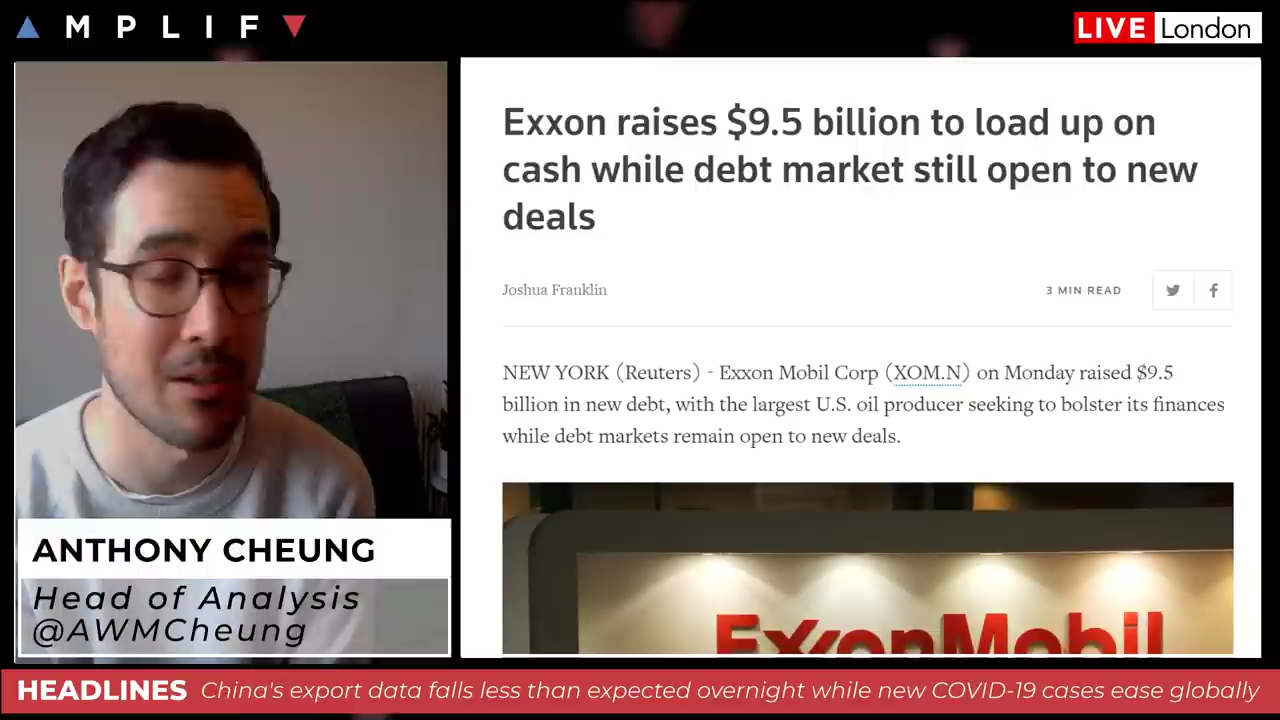 AMPLIFY
LIVE London
Exxon raises $9.5 billion to load up on
cash while debt market still open to new
deals
Joshua Franklin
3 MIN READ
NEW YORK (Reuters) - Exxon Mobil Corp (XOM.N) on Monday raised $9.5
billion in new debt, with the largest U.S. oil producer seeking to bolster its finances
while debt markets remain open to new deals.
ExxonMobil
ANTHONY CHEUNG
Head of Analysis
@AWMCheung
HEADLINES China's export data falls less than expected overnight while new COVID-19 cases ease globally